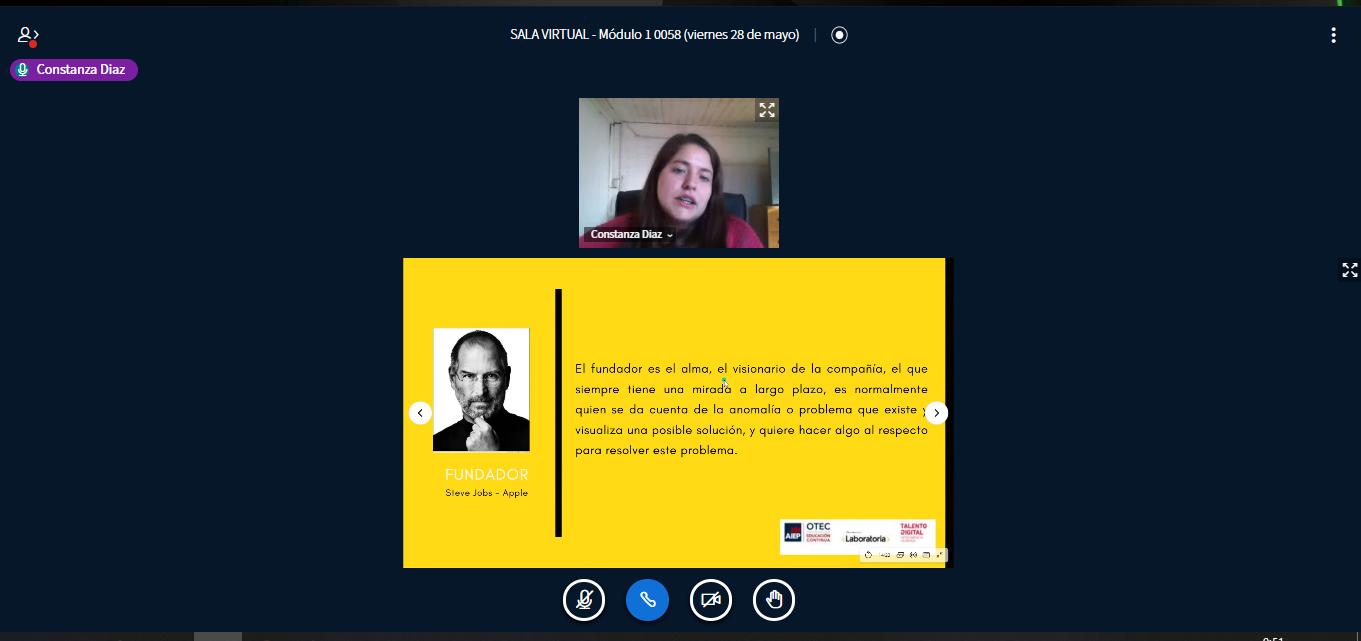 SALA VIRTUAL - Módulo 1 0058 (viernes 28 de mayo)
Constanza Diaz
Constanza Diaz
El fundador es el alma, el visionario de la compañía, el que
siempre tiene una mirada a largo plazo, es normalmente
quien se da cuenta de la anomalía o problema que existe y
visualiza una posible solución, y quiere hacer algo al respecto
para resolver este problema.
FUNDADOR
Steve Jobs - Apple
AIEP
OTEC
EDUCACIÓN
CONTINUA
Laboratoria
TALENTO
DIGITAL